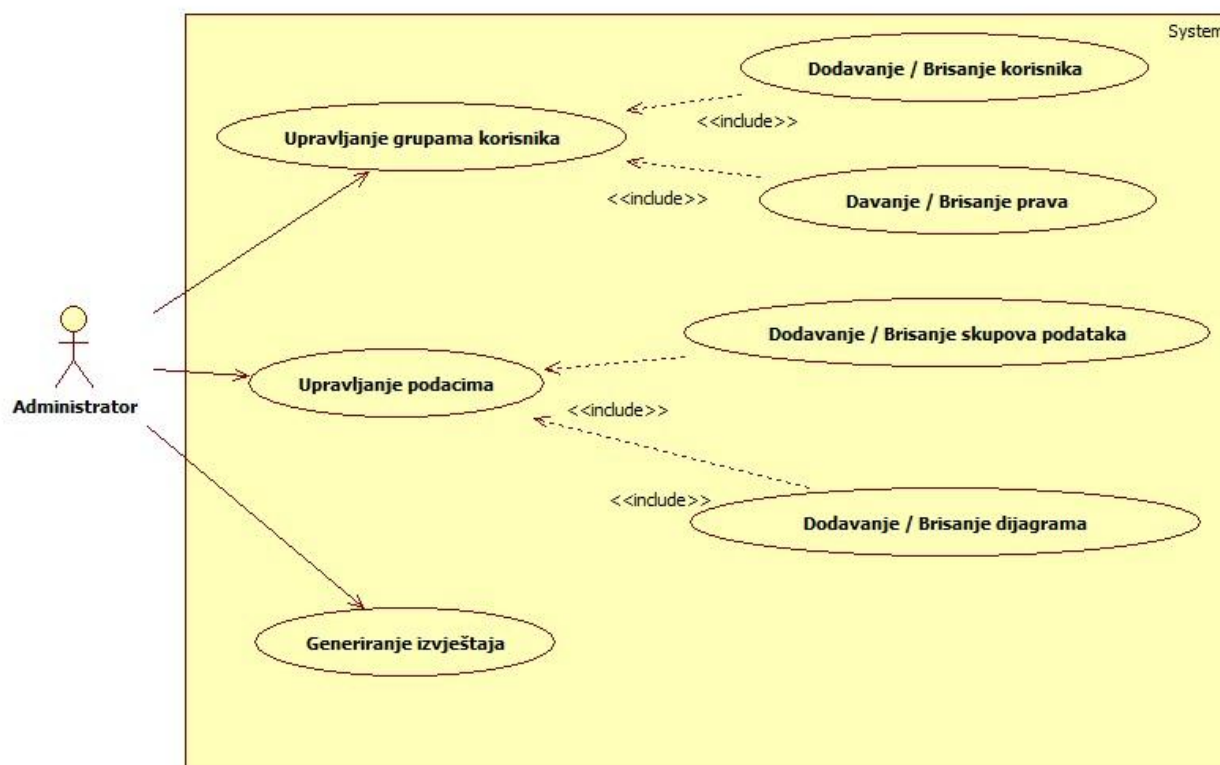 System
Dodavanje / Brisanje korisnika
<<include>>
Upravljanje grupama korisnika
<<include>>
Davanje / Brisanje prava
Dodavanje / Brisanje skupova podataka
Upravljanje podacima
<<include>>
Administrator
<<include>>
Dodavanje / Brisanje dijagrama
Generiranje izvještaja